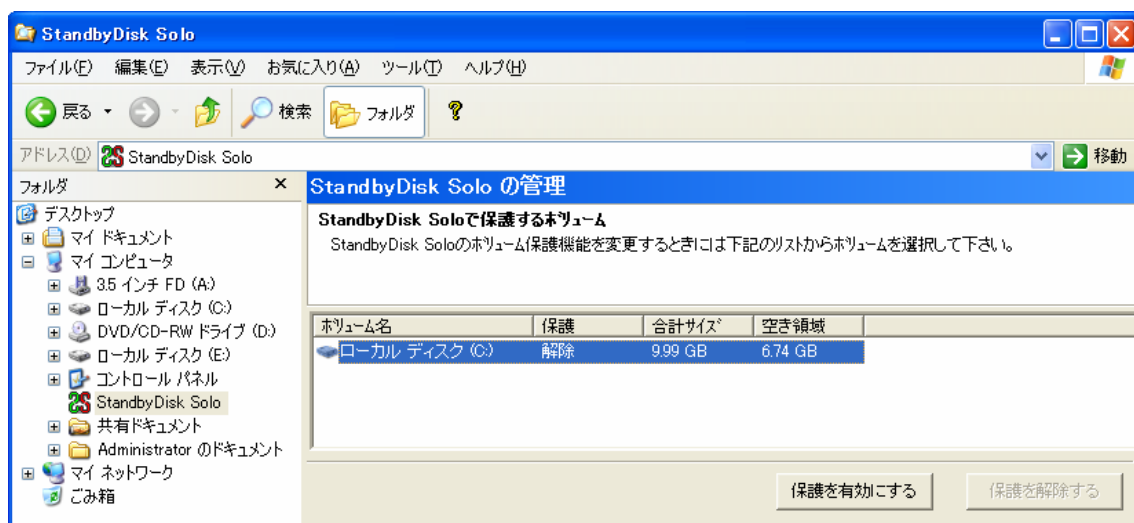 StandbyDisk Solo
ファイル(F) 編集(E) 表示(V) お気に入り(A) ツール(T) ヘルプ(H)
戻る 検索 フォルダ
アドレス(D) StandbyDisk Solo 移動
フォルダ
デスクトップ
マイ ドキュメント
マイ コンピュータ
3.5 インチ FD (A:)
ローカル ディスク (C:)
DVD/CD-RW ドライブ (D:)
ローカル ディスク (E:)
コントロール パネル
StandbyDisk Solo
共有ドキュメント
Administrator のドキュメント
マイ ネットワーク
ごみ箱
StandbyDisk Solo の管理
StandbyDisk Soloで保護するボリューム
StandbyDisk Soloのボリューム保護機能を変更するときには下記のリストからボリュームを選択して下さい。
ボリューム名 保護 合計サイズ 空き領域
ローカル ディスク (C:) 解除 9.99 GB 6.74 GB
保護を有効にする 保護を解除する